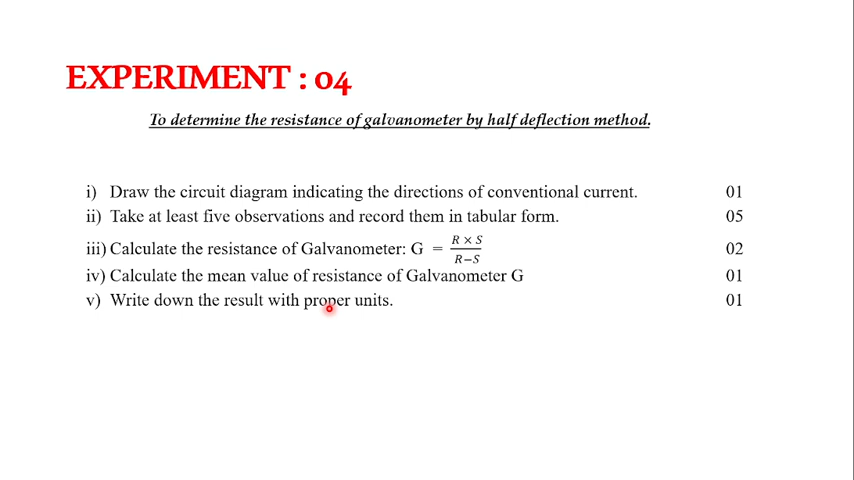 EXPERIMENT : 04
To determine the resistance of galvanometer by half deflection method.
i) Draw the circuit diagram indicating the directions of conventional current. 01
ii) Take at least five observations and record them in tabular form. 05
iii) Calculate the resistance of Galvanometer: G = R × S / R−S 02
iv) Calculate the mean value of resistance of Galvanometer G 01
v) Write down the result with proper units. 01